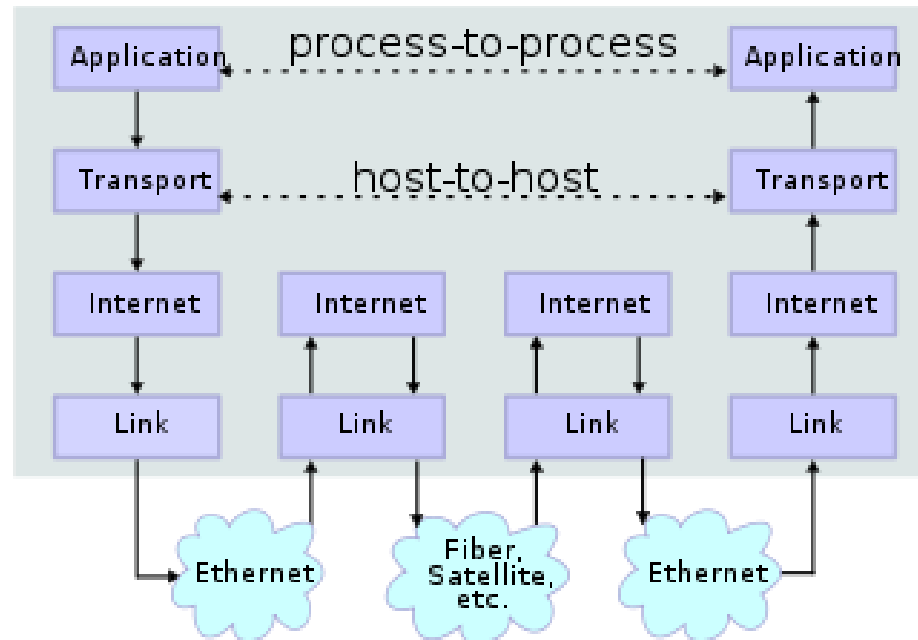 Application
process-to-process
Application
Transport
host-to-host
Transport
Internet
Internet
Internet
Internet
Link
Link
Link
Link
Ethernet
Fiber,
Satellite,
etc.
Ethernet